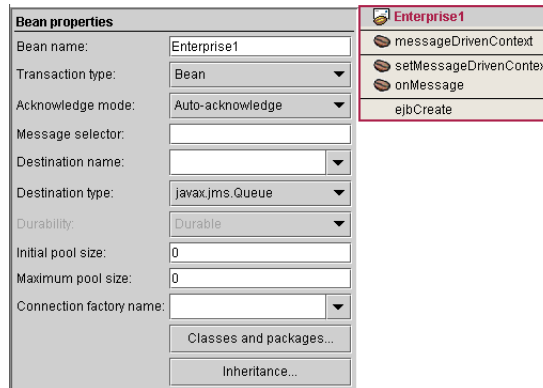 Bean properties
Bean name: Enterprise1
Transaction type: Bean
Acknowledge mode: Auto-acknowledge
Message selector:
Destination name:
Destination type: javax.jms.Queue
Durability: Durable
Initial pool size: 0
Maximum pool size: 0
Connection factory name:
Classes and packages...
Inheritance...
Enterprise1
messageDrivenContext
setMessageDrivenContex
onMessage
ejbCreate